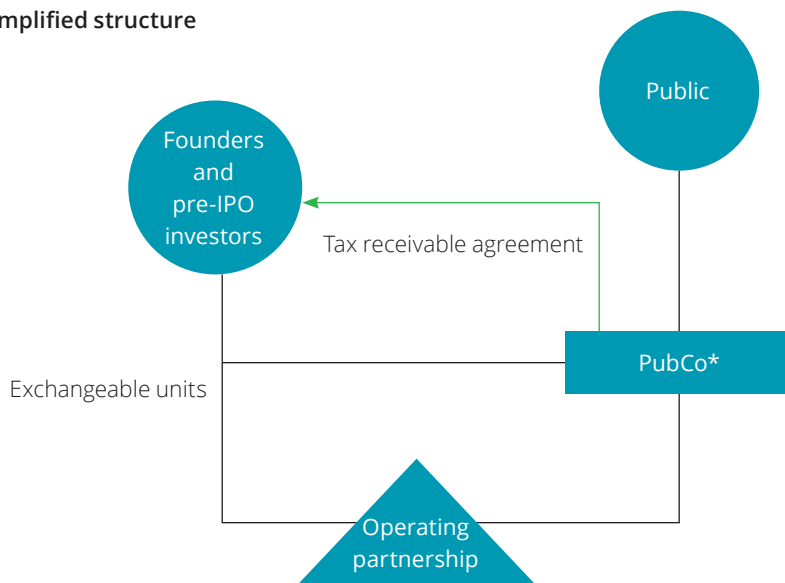 mplified structure
Public
Founders
and
pre-IPO
investors
Tax receivable agreement
PubCo*
Exchangeable units
Operating
partnership